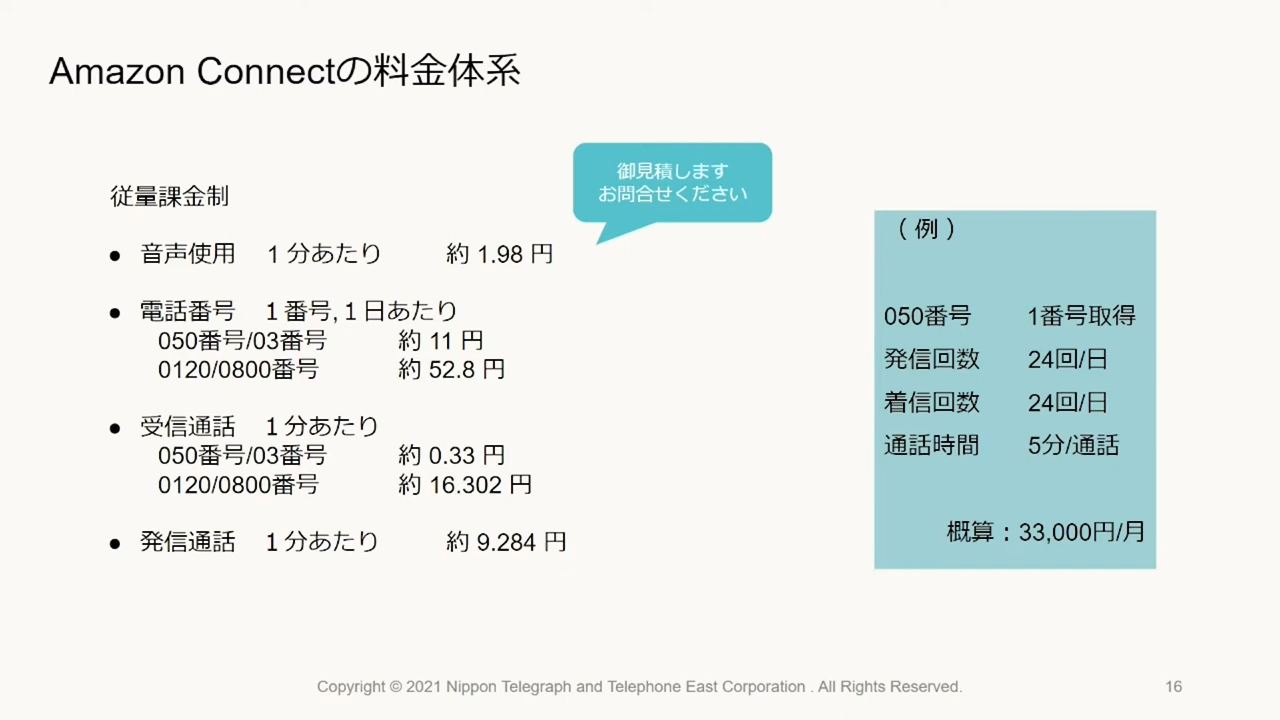 Amazon Connectの料金体系
御見積します
お問合せください
従量課金制
● 音声使用 １分あたり 約 1.98 円
● 電話番号 １番号,１日あたり
050番号/03番号 約 11 円
0120/0800番号 約 52.8 円
● 受信通話 １分あたり
050番号/03番号 約 0.33 円
0120/0800番号 約 16.302 円
● 発信通話 １分あたり 約 9.284 円
（ 例 ）
050番号 1番号取得
発信回数 24回/日
着信回数 24回/日
通話時間 5分/通話
概算：33,000円/月
Copyright © 2021 Nippon Telegraph and Telephone East Corporation . All Rights Reserved.
16